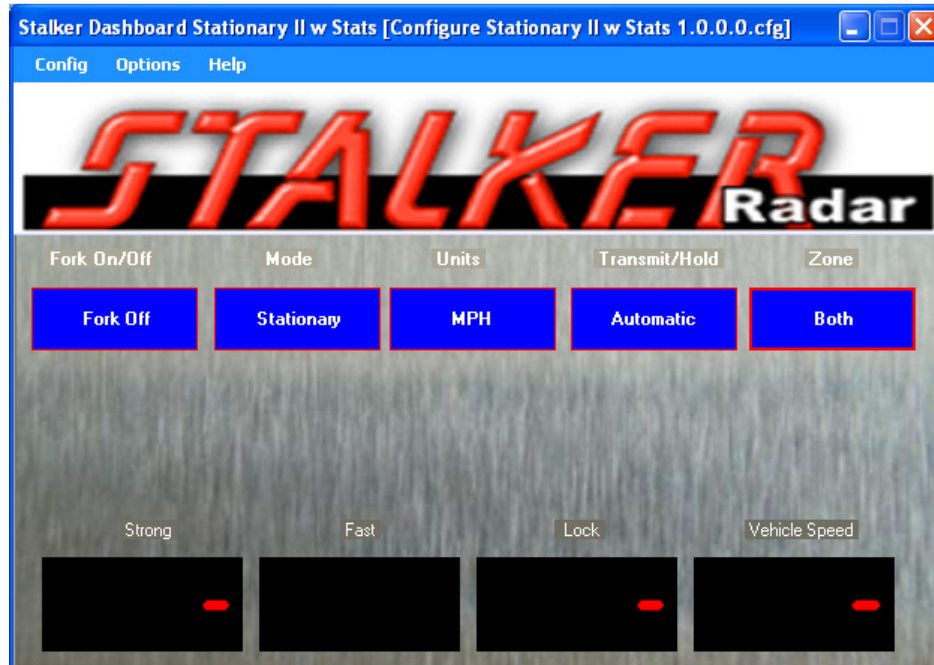 Stalker Dashboard Stationary II w Stats [Configure Stationary II w Stats 1.0.0.0.cfg]
Config Options Help
STALKER
Radar
Fork On/Off Mode Units Transmit/Hold Zone
Fork Off Stationary MPH Automatic Both
Strong Fast Lock Vehicle Speed
- - -